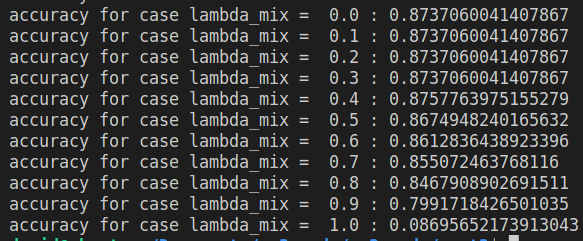 accuracy for case lambda_mix =  0.0 : 0.8737060041407867
accuracy for case lambda_mix =  0.1 : 0.8737060041407867
accuracy for case lambda_mix =  0.2 : 0.8737060041407867
accuracy for case lambda_mix =  0.3 : 0.8737060041407867
accuracy for case lambda_mix =  0.4 : 0.8757763975155279
accuracy for case lambda_mix =  0.5 : 0.8674948240165632
accuracy for case lambda_mix =  0.6 : 0.8612836438923396
accuracy for case lambda_mix =  0.7 : 0.855072463768116
accuracy for case lambda_mix =  0.8 : 0.8467908902691511
accuracy for case lambda_mix =  0.9 : 0.7991718426501035
accuracy for case lambda_mix =  1.0 : 0.08695652173913043